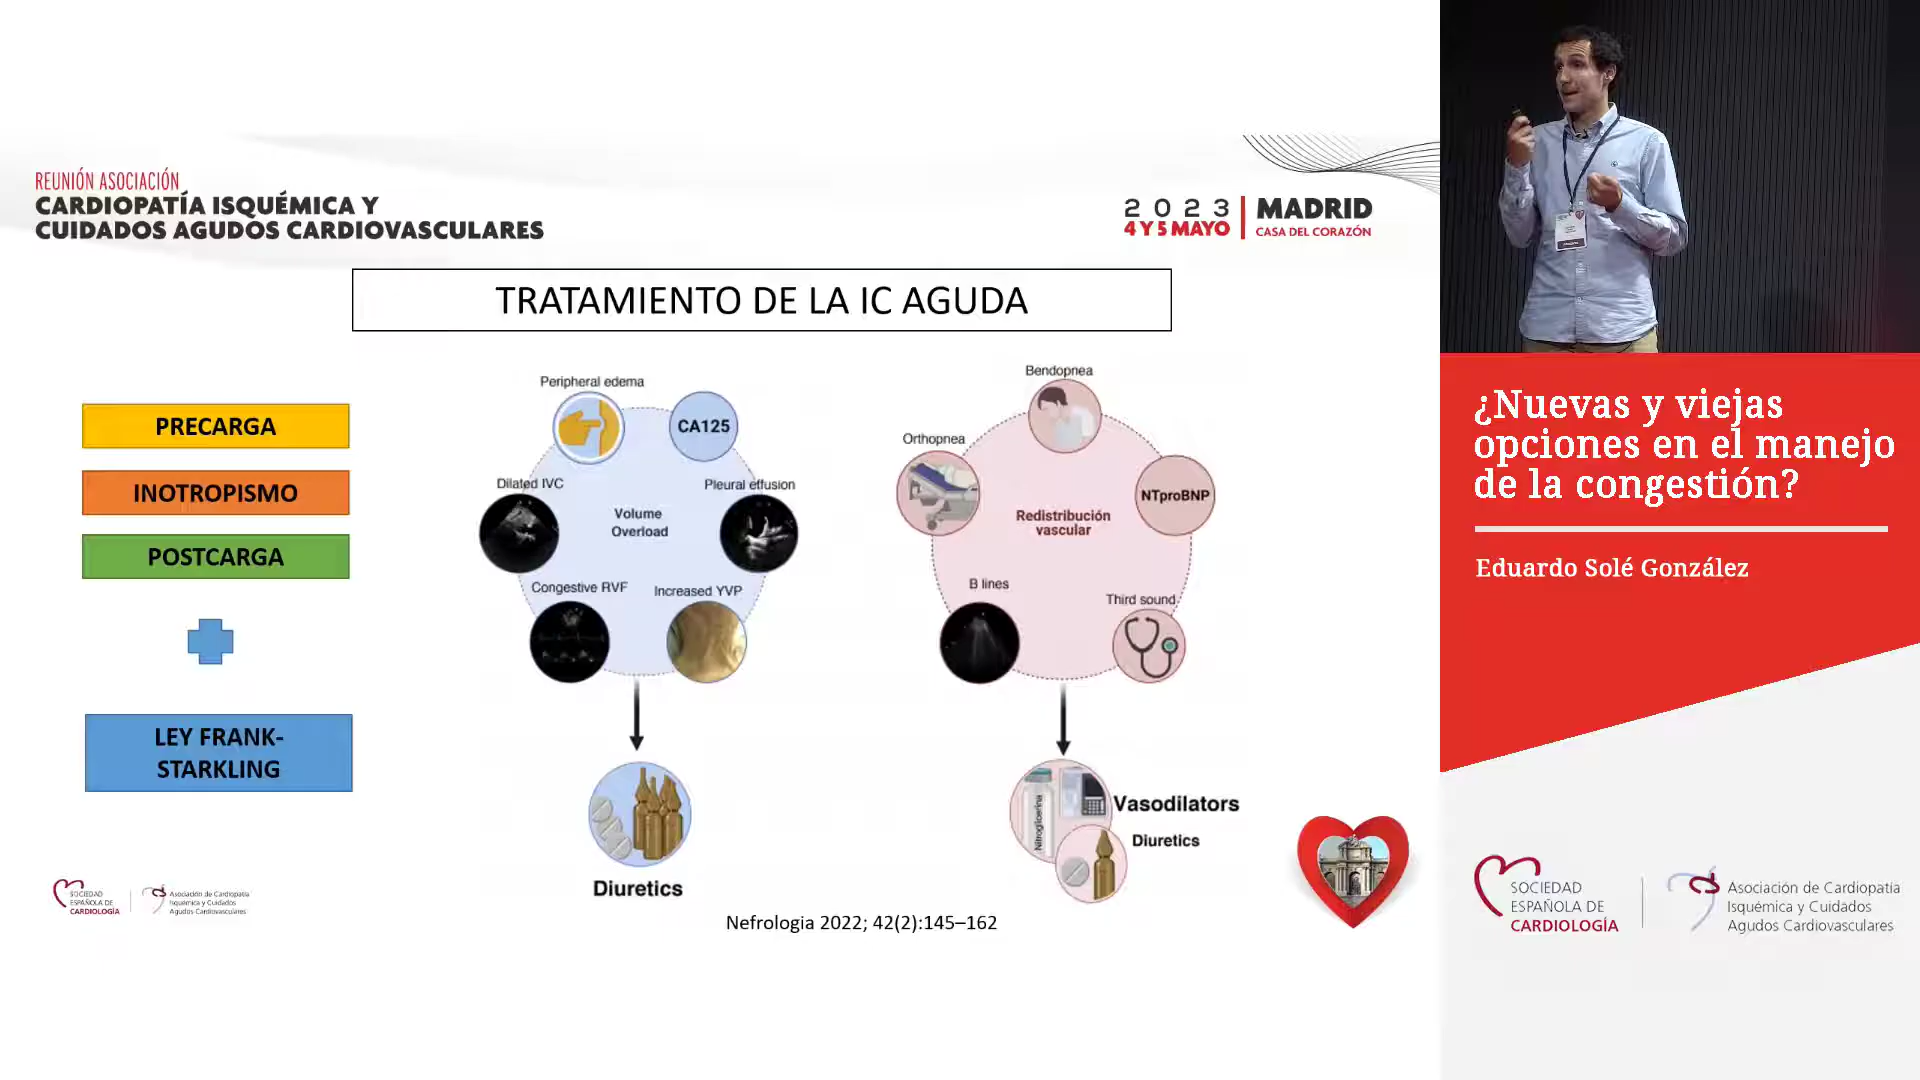 REUNIÓN ASOCIACIÓN
CARDIOPATÍA ISQUÉMICA Y
CUIDADOS AGUDOS CARDIOVASCULARES
2023
4 Y 5 MAYO
MADRID
CASA DEL CORAZÓN
TRATAMIENTO DE LA IC AGUDA
PRECARGA
INOTROPISMO
POSTCARGA
LEY FRANK-
STARKLING
Peripheral edema
CA125
Dilated IVC
Pleural effusion
Volume
Overload
Congestive RVF
Increased YVP
Diuretics
Bendopnea
Orthopnea
NTproBNP
Redistribución
vascular
B lines
Third sound
Nitroglicerina
Vasodilators
Diuretics
Nefrologia 2022; 42(2):145–162
SOCIEDAD
ESPAÑOLA DE
CARDIOLOGÍA
Asociación de Cardiopatía
Isquémica y Cuidados
Agudos Cardiovasculares
¿Nuevas y viejas
opciones en el manejo
de la congestión?
Eduardo Solé González
SOCIEDAD
ESPAÑOLA DE
CARDIOLOGÍA
Asociación de Cardiopatía
Isquémica y Cuidados
Agudos Cardiovasculares